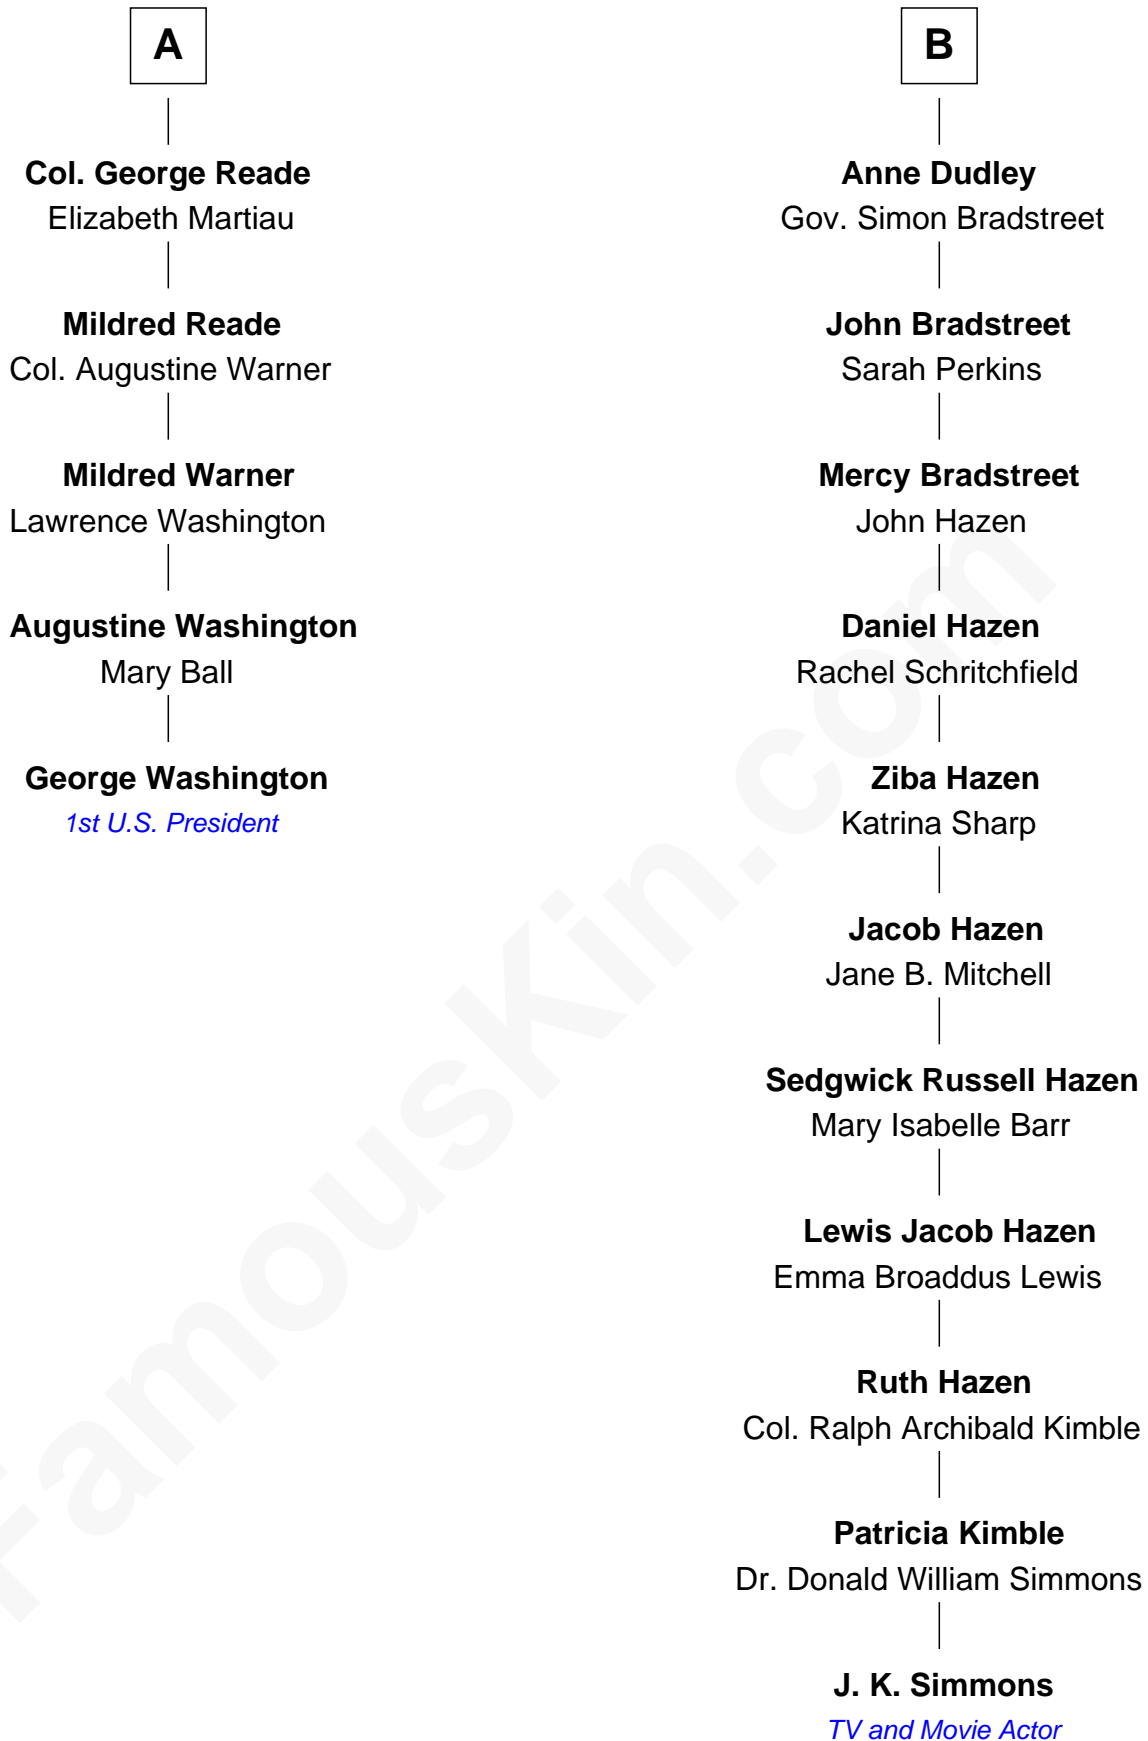 A
Col. George Reade
Elizabeth Martiau
Mildred Reade
Col. Augustine Warner
Mildred Warner
Lawrence Washington
Augustine Washington
Mary Ball
George Washington
1st U.S. President
B
Anne Dudley
Gov. Simon Bradstreet
John Bradstreet
Sarah Perkins
Mercy Bradstreet
John Hazen
Daniel Hazen
Rachel Schritchfield
Ziba Hazen
Katrina Sharp
Jacob Hazen
Jane B. Mitchell
Sedgwick Russell Hazen
Mary Isabelle Barr
Lewis Jacob Hazen
Emma Broaddus Lewis
Ruth Hazen
Col. Ralph Archibald Kimble
Patricia Kimble
Dr. Donald William Simmons
J. K. Simmons
TV and Movie Actor
FamousKin.com